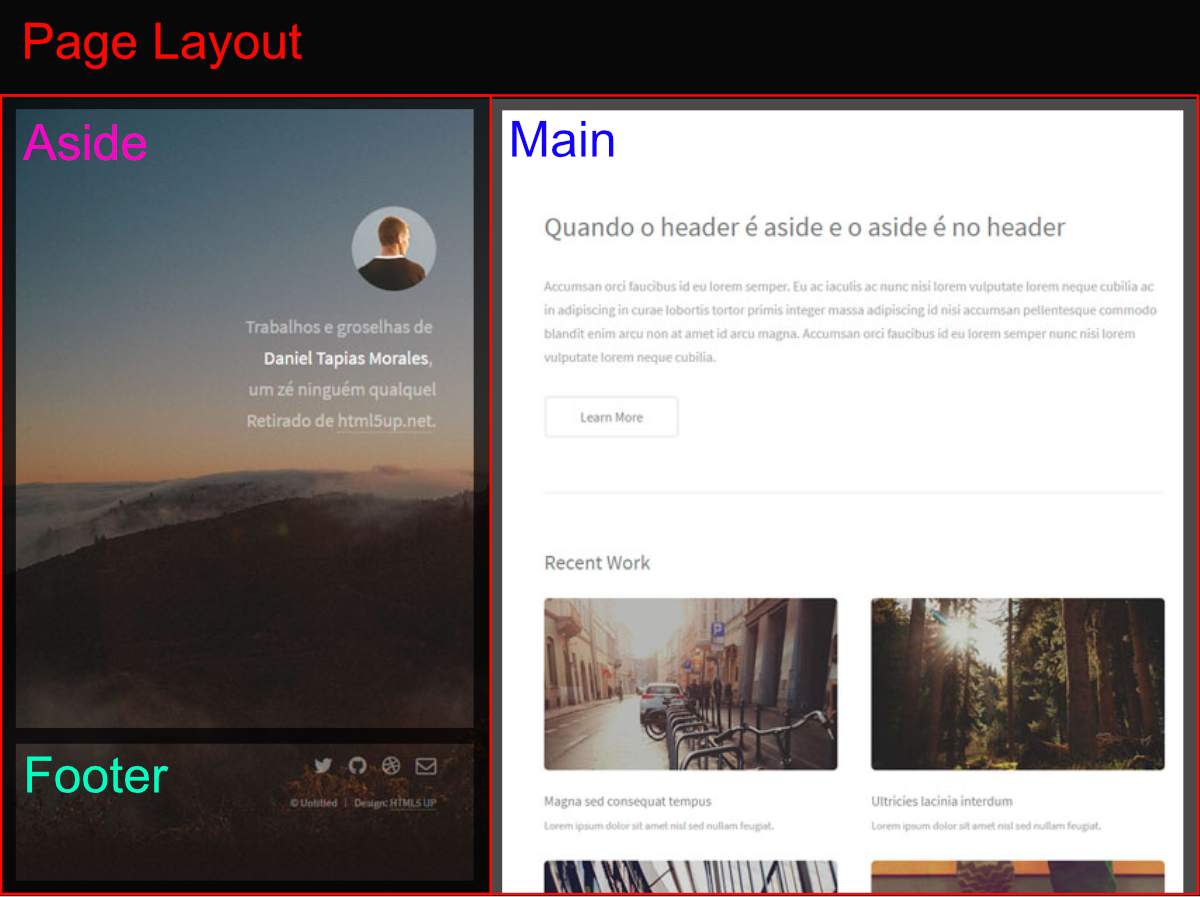 Page Layout
Aside
Trabalhos e groselhas de
Daniel Tapias Morales,
um zé ninguém qualquel
Retirado de html5up.net.
Footer
© Untitled | Design: HTML5 UP
Main
Quando o header é aside e o aside é no header
Accumsan orci faucibus id eu lorem semper. Eu ac iaculis ac nunc nisi lorem vulputate lorem neque cubilia ac
in adipiscing in curae lobortis tortor primis integer massa adipiscing id nisi accumsan pellentesque commodo
blandit enim arcu non at amet id arcu magna. Accumsan orci faucibus id eu lorem semper nunc nisi lorem
vulputate lorem neque cubilia.
Learn More
Recent Work
P
Magna sed consequat tempus
Lorem ipsum dolor sit amet nisl sed nullam feugiat.
Ultricies lacinia interdum
Lorem ipsum dolor sit amet nisl sed nullam feugiat.